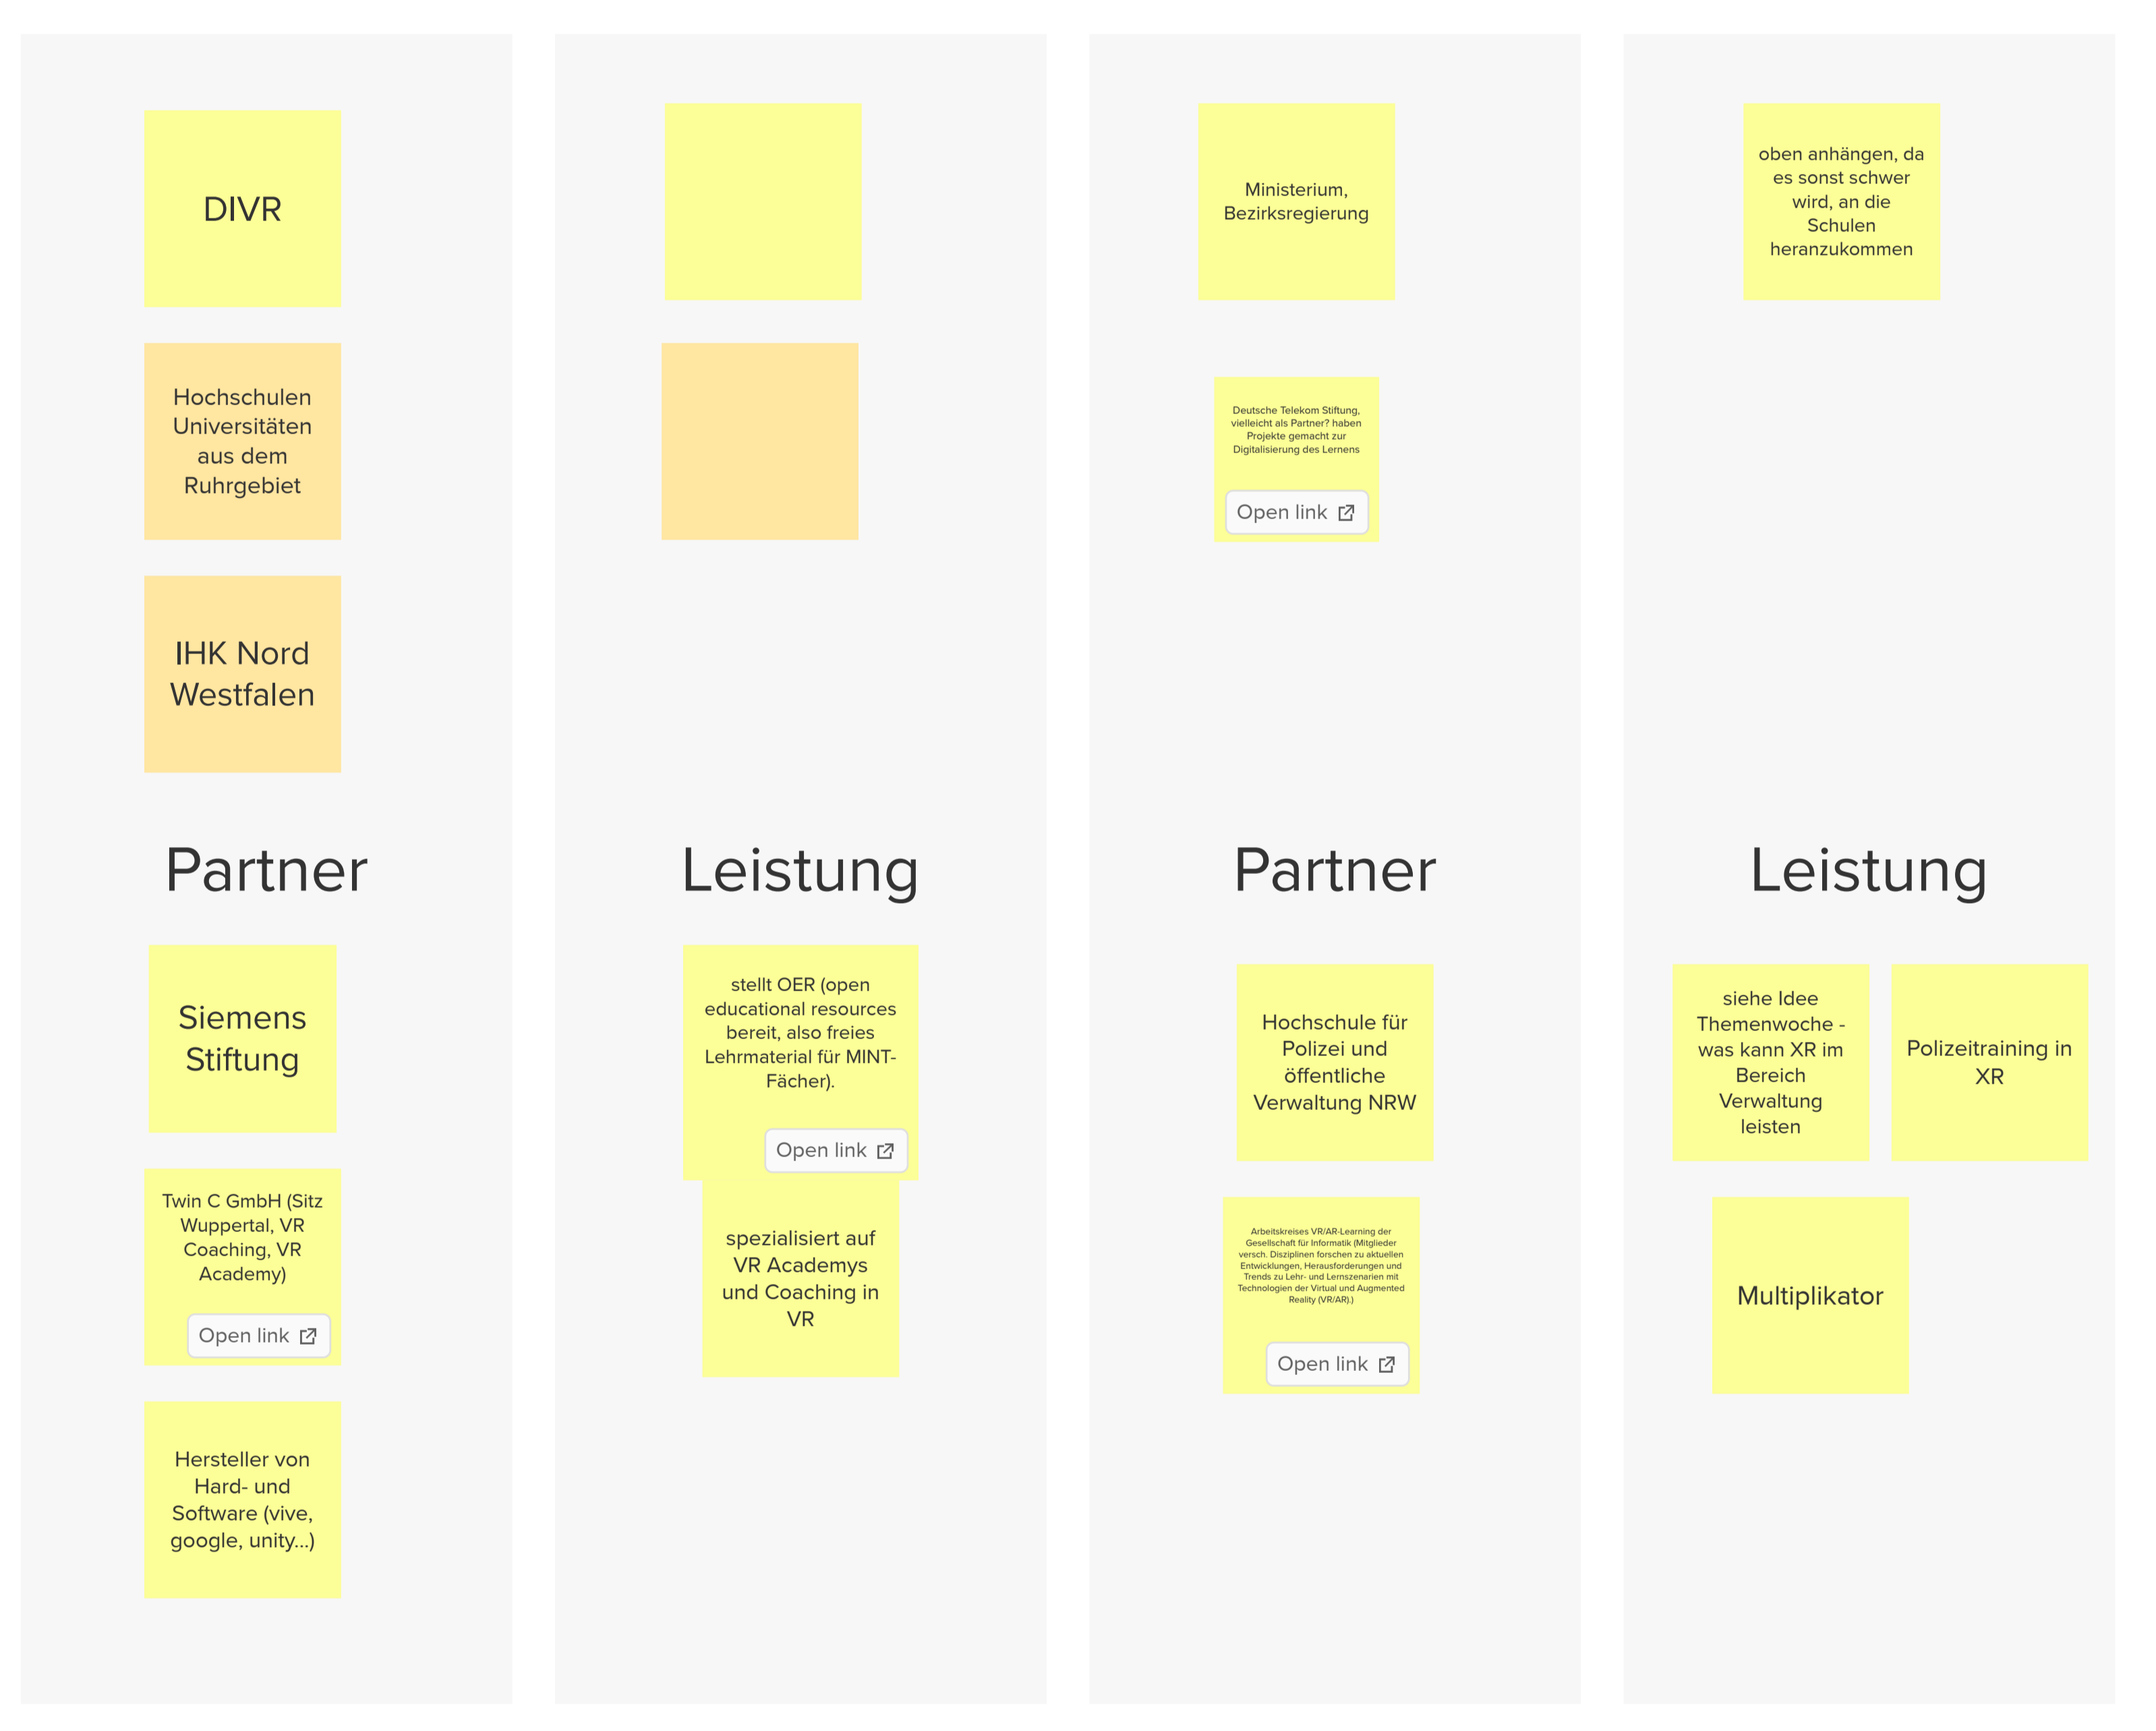 DIVR
Hochschulen
Universitäten
aus dem
Ruhrgebiet
IHK Nord
Westfalen
Partner
Siemens
Stiftung
Twin C GmbH (Sitz
Wuppertal, VR
Coaching, VR
Academy)
Open link
Hersteller von
Hard- und
Software (vive,
google, unity...)
Leistung
stellt OER (open
educational resources
bereit, also freies
Lehrmaterial für MINT-
Fächer).
Open link
spezialisiert auf
VR Academys
und Coaching in
VR
Ministerium,
Bezirksregierung
Deutsche Telekom Stiftung,
vielleicht als Partner? haben
Projekte gemacht zur
Digitalisierung des Lernens
Open link
Partner
Hochschule für
Polizei und
öffentliche
Verwaltung NRW
Arbeitskreises VR/AR-Learning der
Gesellschaft für Informatik (Mitglieder
versch. Disziplinen forschen zu aktuellen
Entwicklungen, Herausforderungen und
Trends zu Lehr- und Lernszenarien mit
Technologien der Virtual und Augmented
Reality (VR/AR).)
Open link
oben anhängen, da
es sonst schwer
wird, an die
Schulen
heranzukommen
Leistung
siehe Idee
Themenwoche -
was kann XR im
Bereich
Verwaltung
leisten
Polizeitraining in
XR
Multiplikator